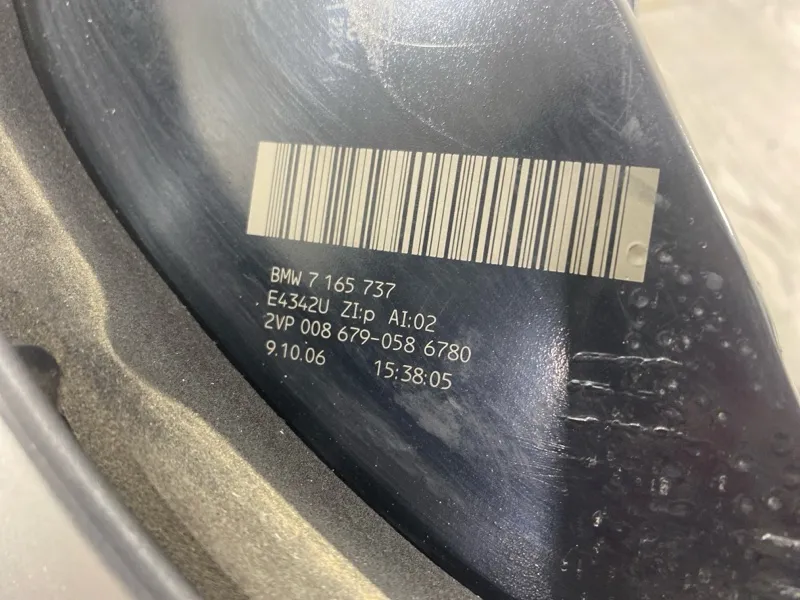 BMW 7 165 737
E4342U ZI:p AI:02
2VP 008 679-058 6780
9.10.06 15:38:05